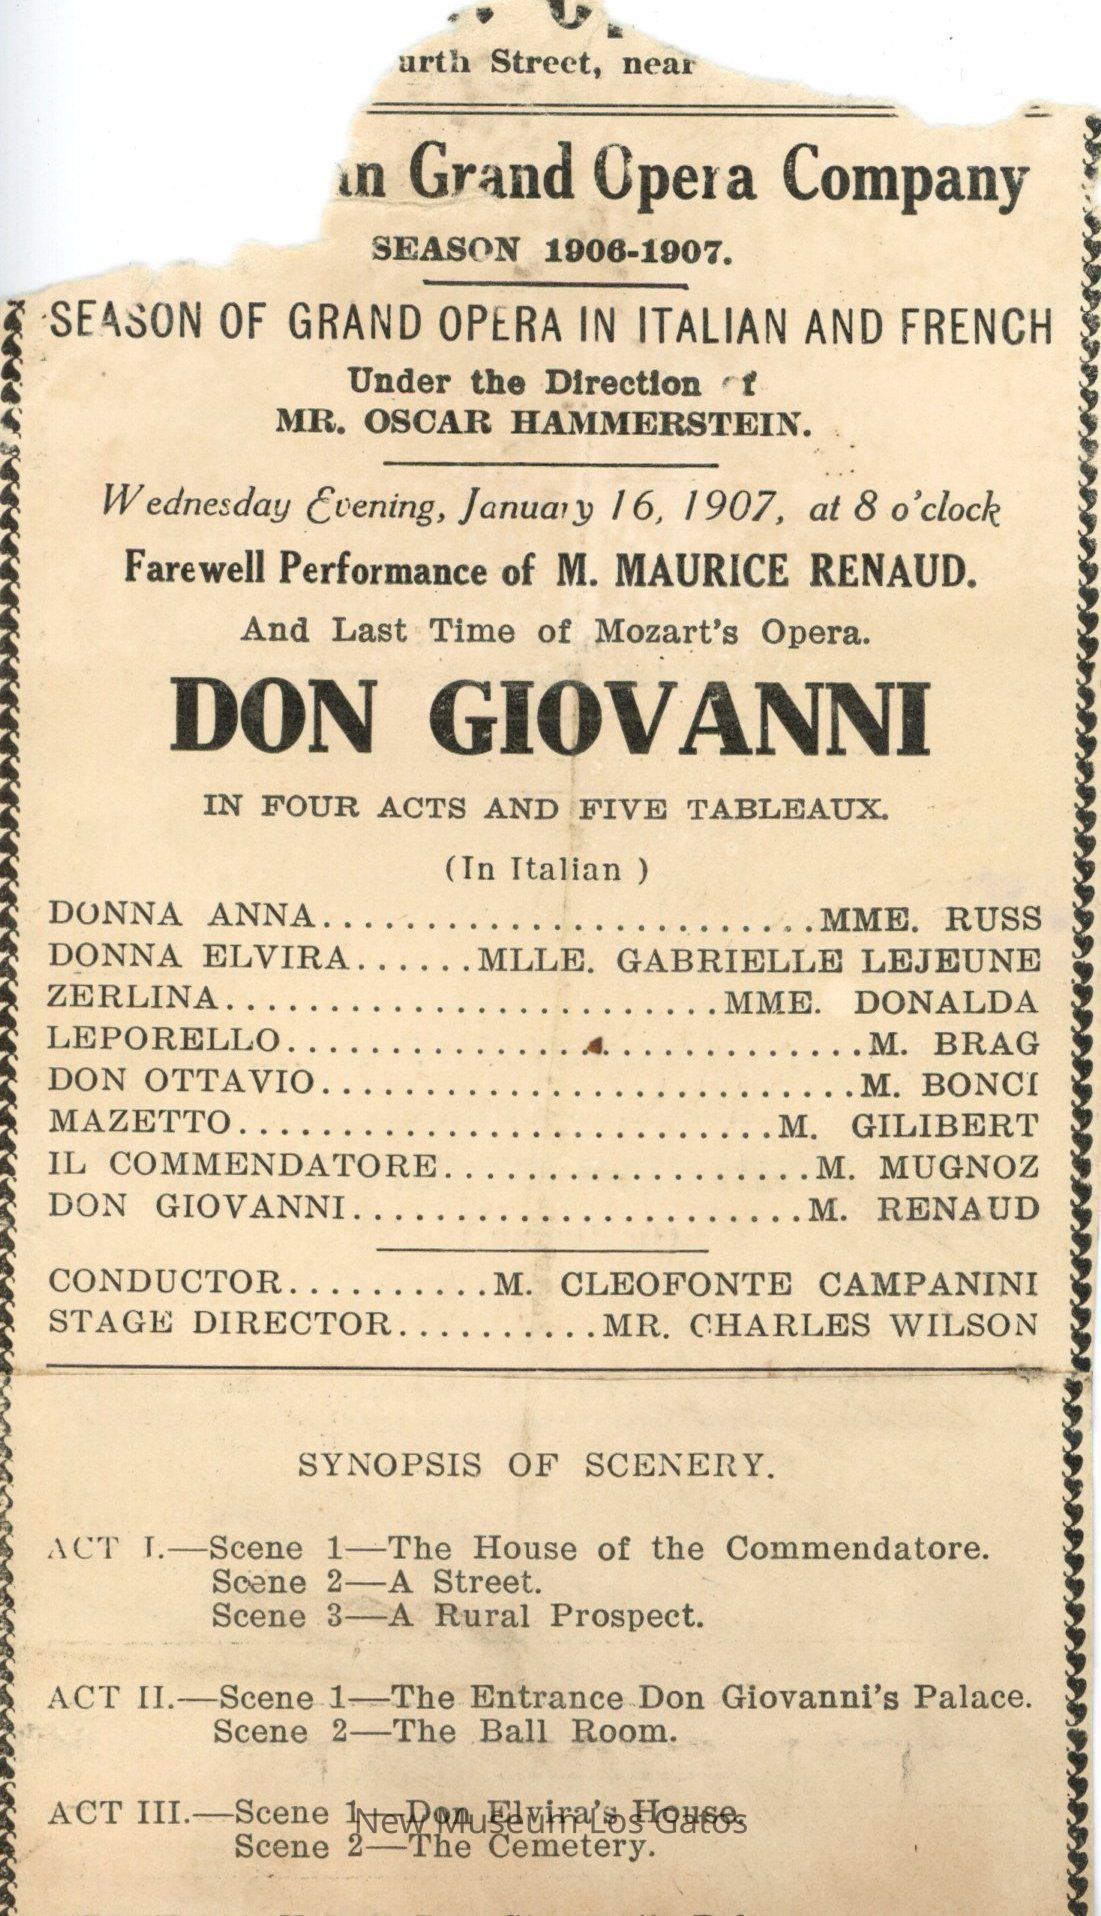 urth Street, near
n Grand Opera Company
SEASON 1906-1907.
SEASON OF GRAND OPERA IN ITALIAN AND FRENCH
Under the Direction of
MR. OSCAR HAMMERSTEIN.
Wednesday Evening, January 16, 1907, at 8 o'clock
Farewell Performance of M. MAURICE RENAUD.
And Last Time of Mozart's Opera.
DON GIOVANNI
IN FOUR ACTS AND FIVE TABLEAUX.
(In Italian )
DONNA ANNA........................MME. RUSS
DONNA ELVIRA......MLLE. GABRIELLE LEJEUNE
ZERLINA........................MME. DONALDA
LEPORELLO............................M. BRAG
DON OTTAVIO..........................M. BONCI
MAZETTO..........................M. GILIBERT
IL COMMENDATORE..................M. MUGNOZ
DON GIOVANNI......................M. RENAUD
CONDUCTOR..........M. CLEOFONTE CAMPANINI
STAGE DIRECTOR..........MR. CHARLES WILSON
SYNOPSIS OF SCENERY.
ACT I.—Scene 1—The House of the Commendatore.
Scene 2—A Street.
Scene 3—A Rural Prospect.
ACT II.—Scene 1—The Entrance Don Giovanni's Palace.
Scene 2—The Ball Room.
ACT III.—Scene 1—Don Elvira's House.
New Museum Los Gatos
Scene 2—The Cemetery.